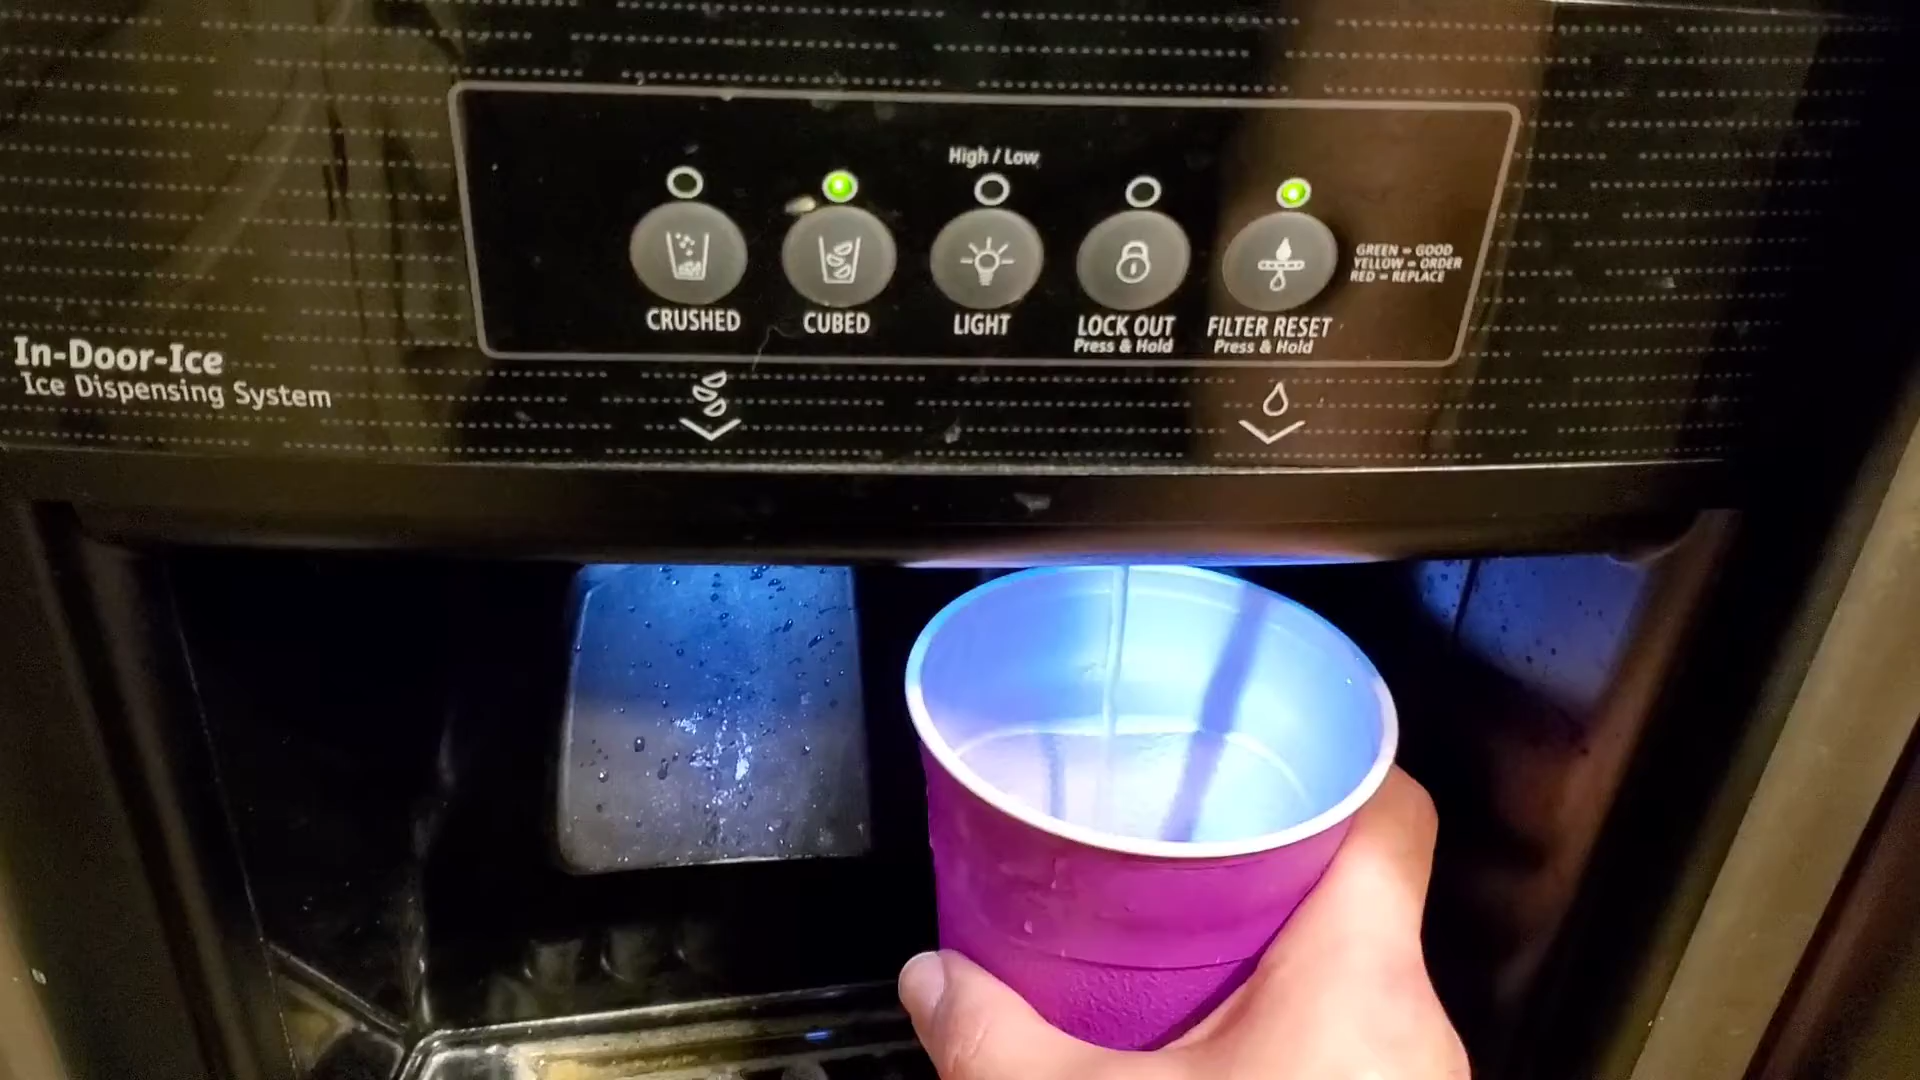 High / Low
CRUSHED
CUBED
LIGHT
LOCK OUT
Press & Hold
FILTER RESET
Press & Hold
GREEN = GOOD
YELLOW = ORDER
RED = REPLACE
In-Door-Ice
Ice Dispensing System